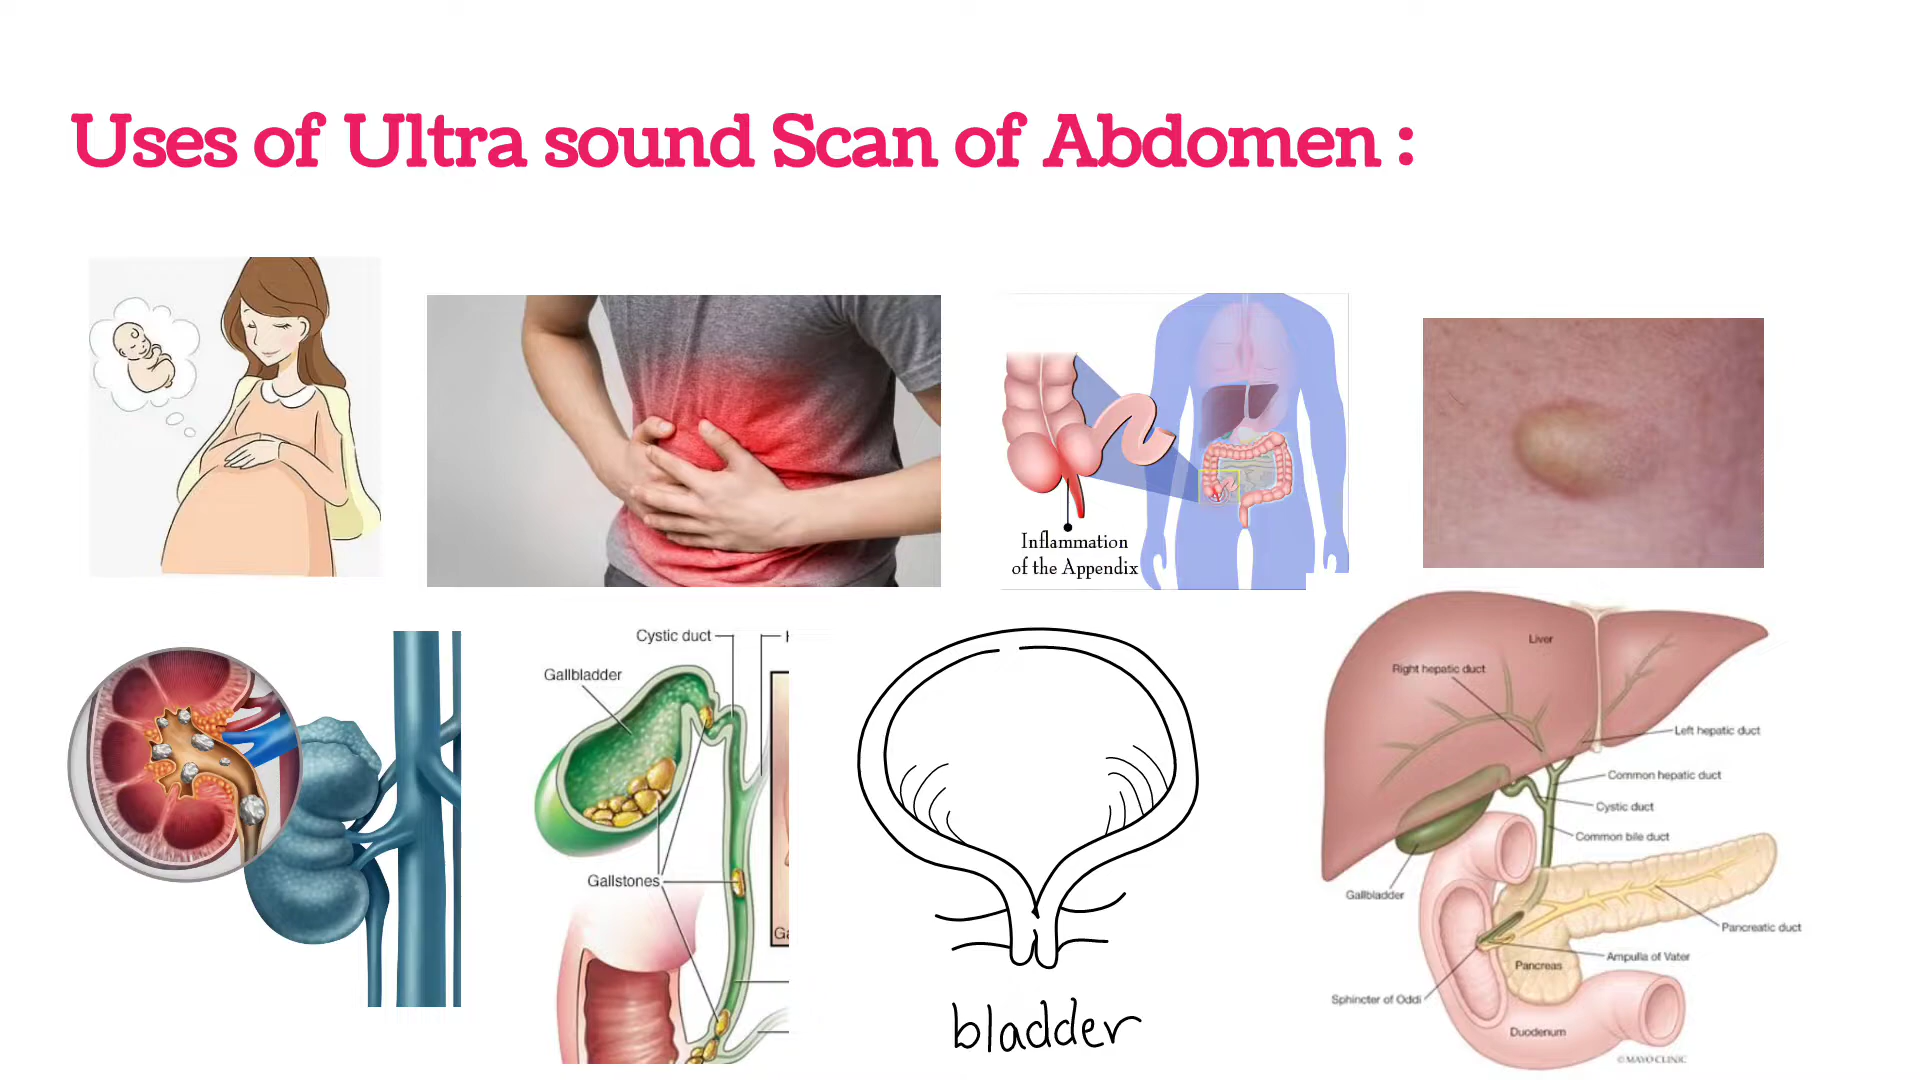 Uses of Ultra sound Scan of Abdomen :
Inflammation
of the Appendix
Cystic duct
Gallbladder
Gallstones
bladder
Liver
Right hepatic duct
Left hepatic duct
Common hepatic duct
Cystic duct
Common bile duct
Gallbladder
Pancreatic duct
Ampulla of Vater
Pancreas
Sphincter of Oddi
Duodenum
© MAYO CLINIC